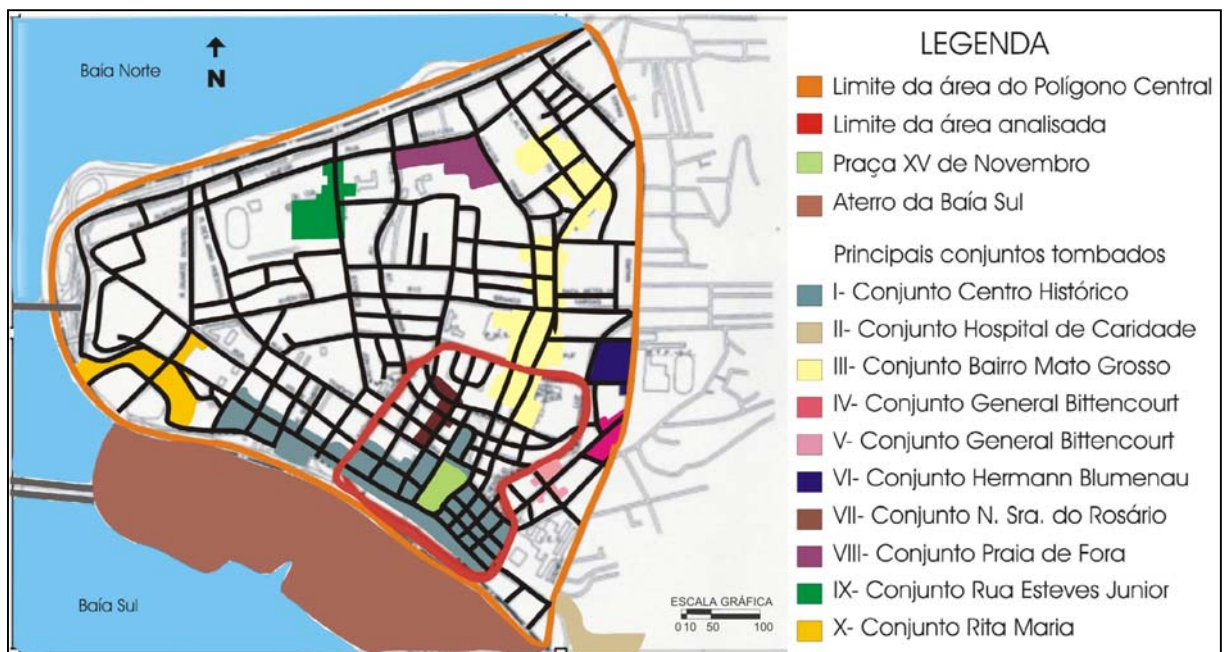 Baía Norte
N
Baía Sul
ESCALA GRÁFICA
0 10 50 100
LEGENDA
Limite da área do Polígono Central
Limite da área analisada
Praça XV de Novembro
Aterro da Baía Sul
Principais conjuntos tombados
I- Conjunto Centro Histórico
II- Conjunto Hospital de Caridade
III- Conjunto Bairro Mato Grosso
IV- Conjunto General Bittencourt
V- Conjunto General Bittencourt
VI- Conjunto Hermann Blumenau
VII- Conjunto N. Sra. do Rosário
VIII- Conjunto Praia de Fora
IX- Conjunto Rua Esteves Junior
X- Conjunto Rita Maria